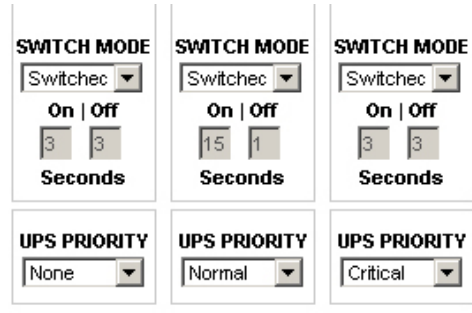 SWITCH MODE SWITCH MODE SWITCH MODE
Switchec Switchec Switchec
On | Off On | Off On | Off
3 3 15 1 3 3
Seconds Seconds Seconds
UPS PRIORITY UPS PRIORITY UPS PRIORITY
None Normal Critical